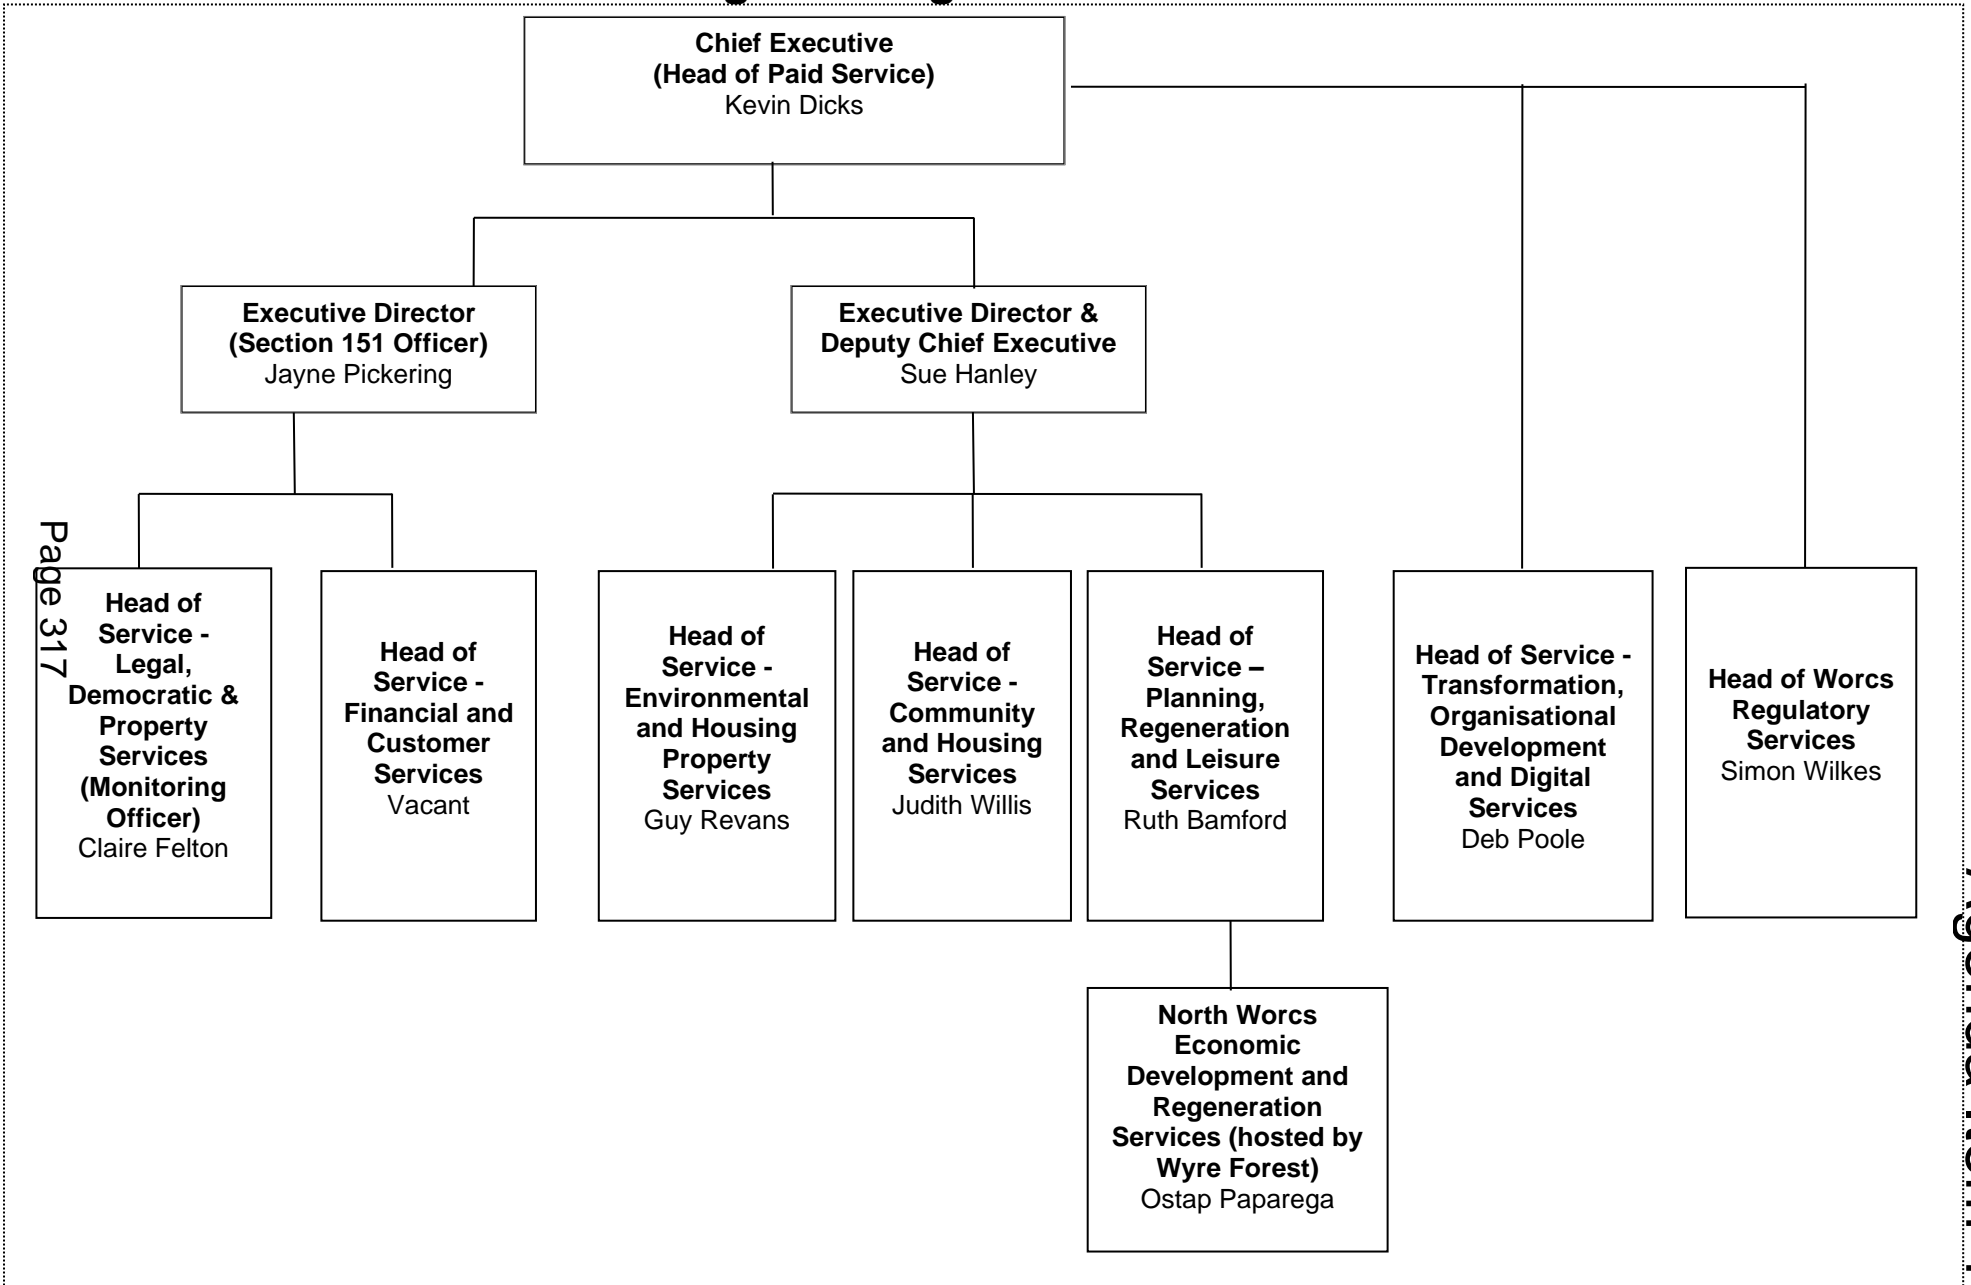 Chief Executive
(Head of Paid Service)
Kevin Dicks
Executive Director
(Section 151 Officer)
Jayne Pickering
Executive Director &
Deputy Chief Executive
Sue Hanley
Page 317
Head of
Service -
Legal,
Democratic &
Property
Services
(Monitoring
Officer)
Claire Felton
Head of
Service -
Financial and
Customer
Services
Vacant
Head of
Service -
Environmental
and Housing
Property
Services
Guy Revans
Head of
Service -
Community
and Housing
Services
Judith Willis
Head of
Service –
Planning,
Regeneration
and Leisure
Services
Ruth Bamford
Head of Service -
Transformation,
Organisational
Development
and Digital
Services
Deb Poole
Head of Worcs
Regulatory
Services
Simon Wilkes
North Worcs
Economic
Development and
Regeneration
Services (hosted by
Wyre Forest)
Ostap Paparega